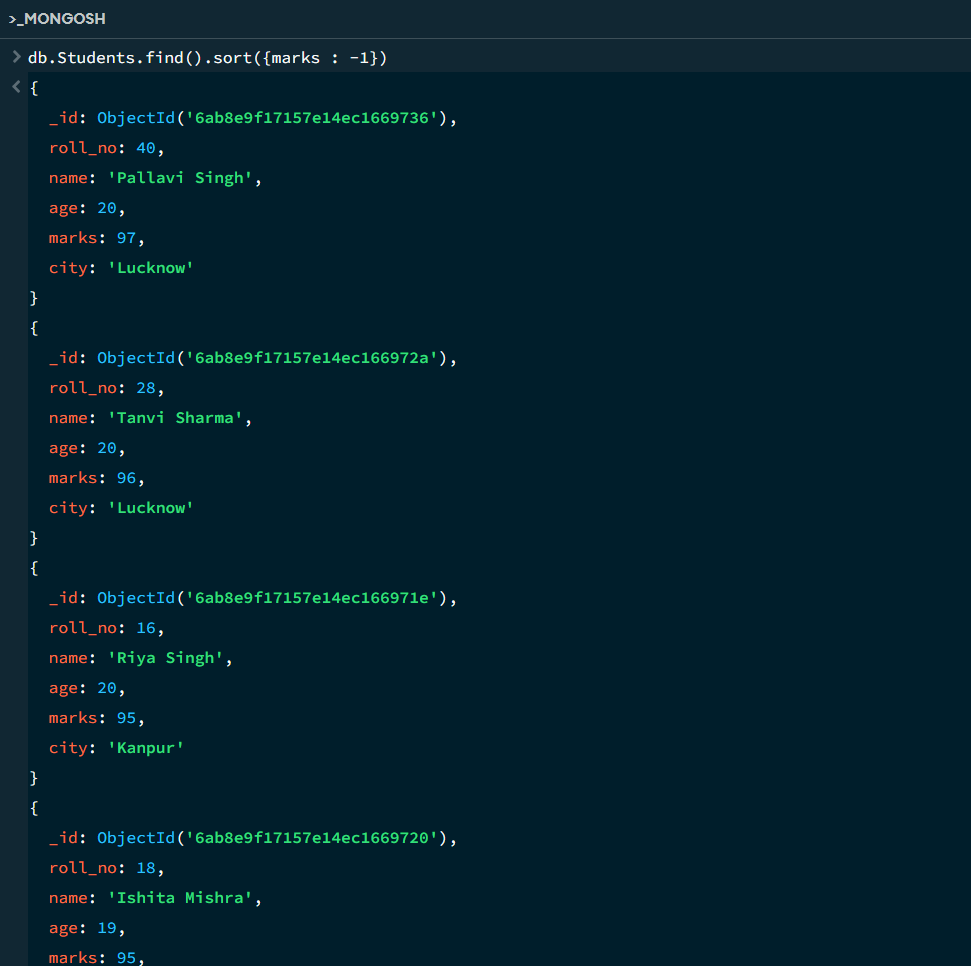 >_MONGOSH
> db.Students.find().sort({marks : -1})
< {
_id: ObjectId('6ab8e9f17157e14ec1669736'),
roll_no: 40,
name: 'Pallavi Singh',
age: 20,
marks: 97,
city: 'Lucknow'
}
{
_id: ObjectId('6ab8e9f17157e14ec166972a'),
roll_no: 28,
name: 'Tanvi Sharma',
age: 20,
marks: 96,
city: 'Lucknow'
}
{
_id: ObjectId('6ab8e9f17157e14ec166971e'),
roll_no: 16,
name: 'Riya Singh',
age: 20,
marks: 95,
city: 'Kanpur'
}
{
_id: ObjectId('6ab8e9f17157e14ec1669720'),
roll_no: 18,
name: 'Ishita Mishra',
age: 19,
marks: 95,